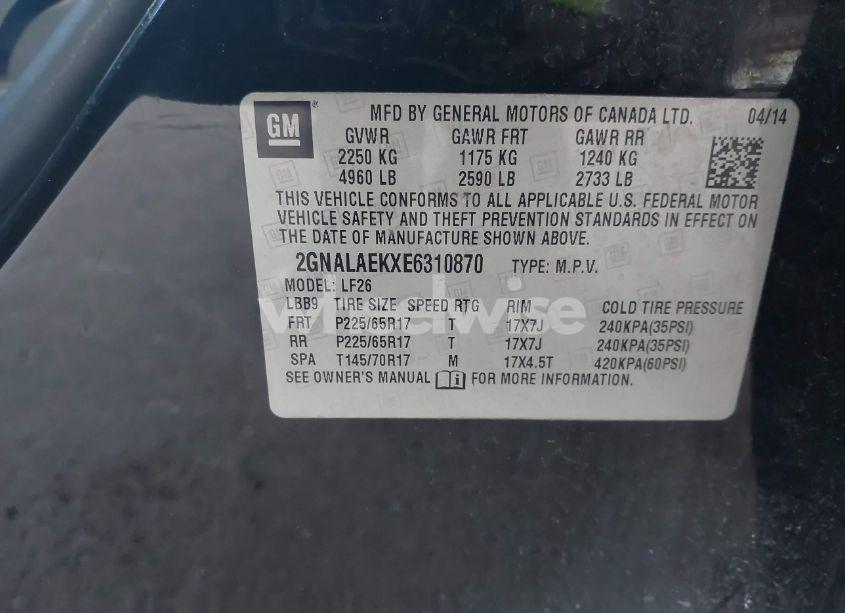 GM ® MFD BY GENERAL MOTORS OF CANADA LTD. 04/14
GVWR GAWR FRT GAWR RR
2250 KG 1175 KG 1240 KG
4960 LB 2590 LB 2733 LB
THIS VEHICLE CONFORMS TO ALL APPLICABLE U.S. FEDERAL MOTOR
VEHICLE SAFETY AND THEFT PREVENTION STANDARDS IN EFFECT ON
THE DATE OF MANUFACTURE SHOWN ABOVE.
2GNALAEKXE6310870 TYPE: M.P.V.
MODEL: LF26
LBB9 TIRE SIZE SPEED RTG RIM COLD TIRE PRESSURE
wheelwise
FRT P225/65R17 T 17X7J 240KPA(35PSI)
RR P225/65R17 T 17X7J 240KPA(35PSI)
SPA T145/70R17 M 17X4.5T 420KPA(60PSI)
SEE OWNER'S MANUAL FOR MORE INFORMATION.